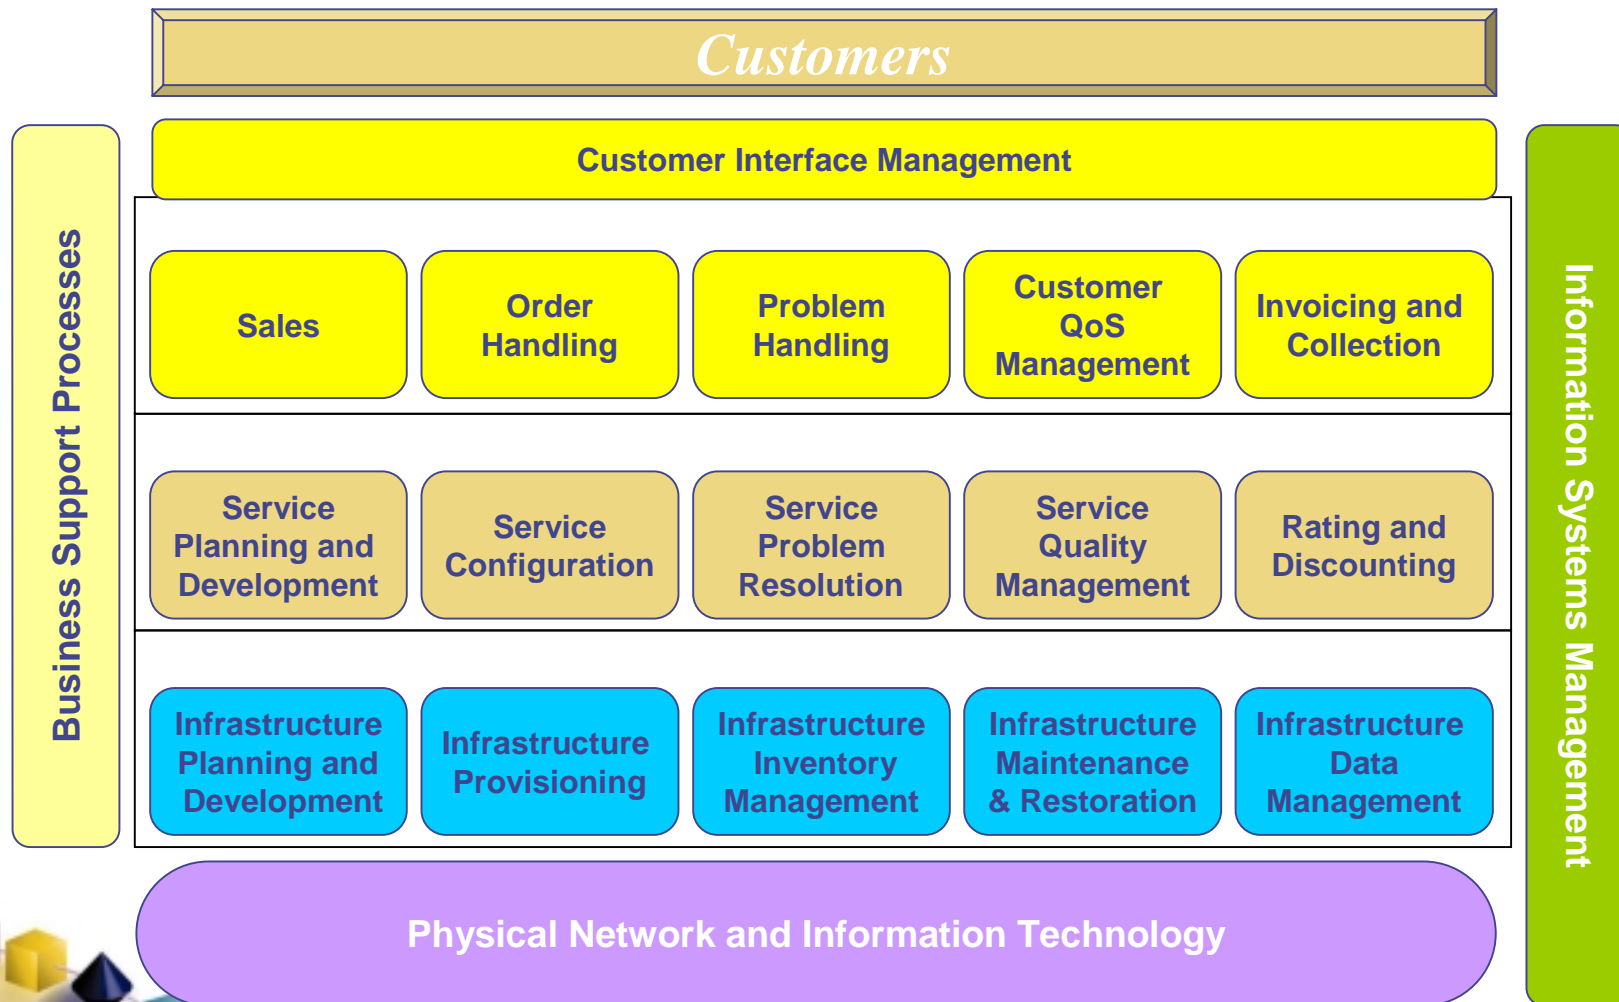 Customers
Customer Interface Management
Business Support Processes
Sales
Order
Handling
Problem
Handling
Customer
QoS
Management
Invoicing and
Collection
Service
Planning and
Development
Service
Configuration
Service
Problem
Resolution
Service
Quality
Management
Rating and
Discounting
Infrastructure
Planning and
Development
Infrastructure
Provisioning
Infrastructure
Inventory
Management
Infrastructure
Maintenance
& Restoration
Infrastructure
Data
Management
Information Systems Management
Physical Network and Information Technology